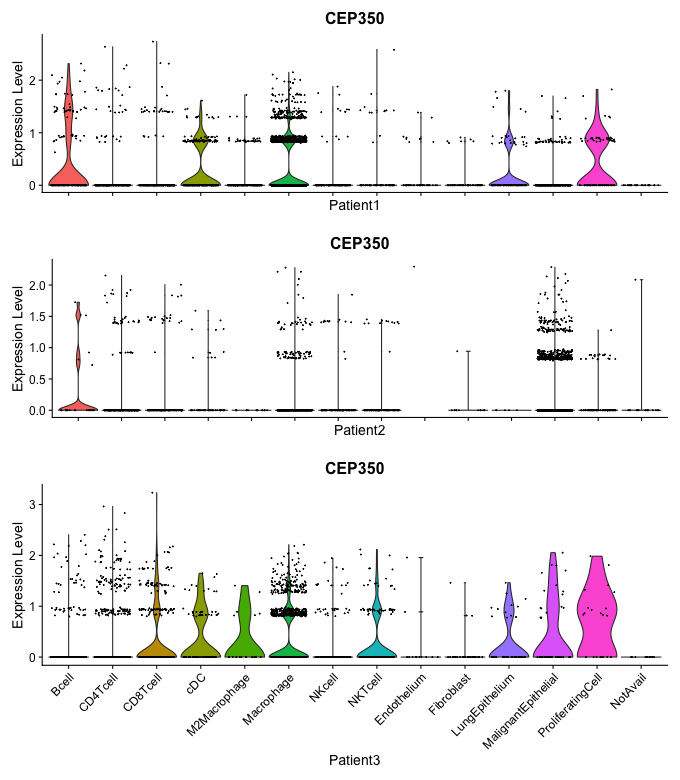 CEP350
Expression Level
2
1
0
Patient1
CEP350
Expression Level
2.0
1.5
1.0
0.5
0.0
Patient2
CEP350
Expression Level
3
2
1
0
Bcell
CD4Tcell
CD8Tcell
cDC
M2Macrophage
Macrophage
NKcell
NKTcell
Endothelium
Fibroblast
LungEpithelium
MalignantEpithelial
ProliferatingCell
NotAvail
Patient3